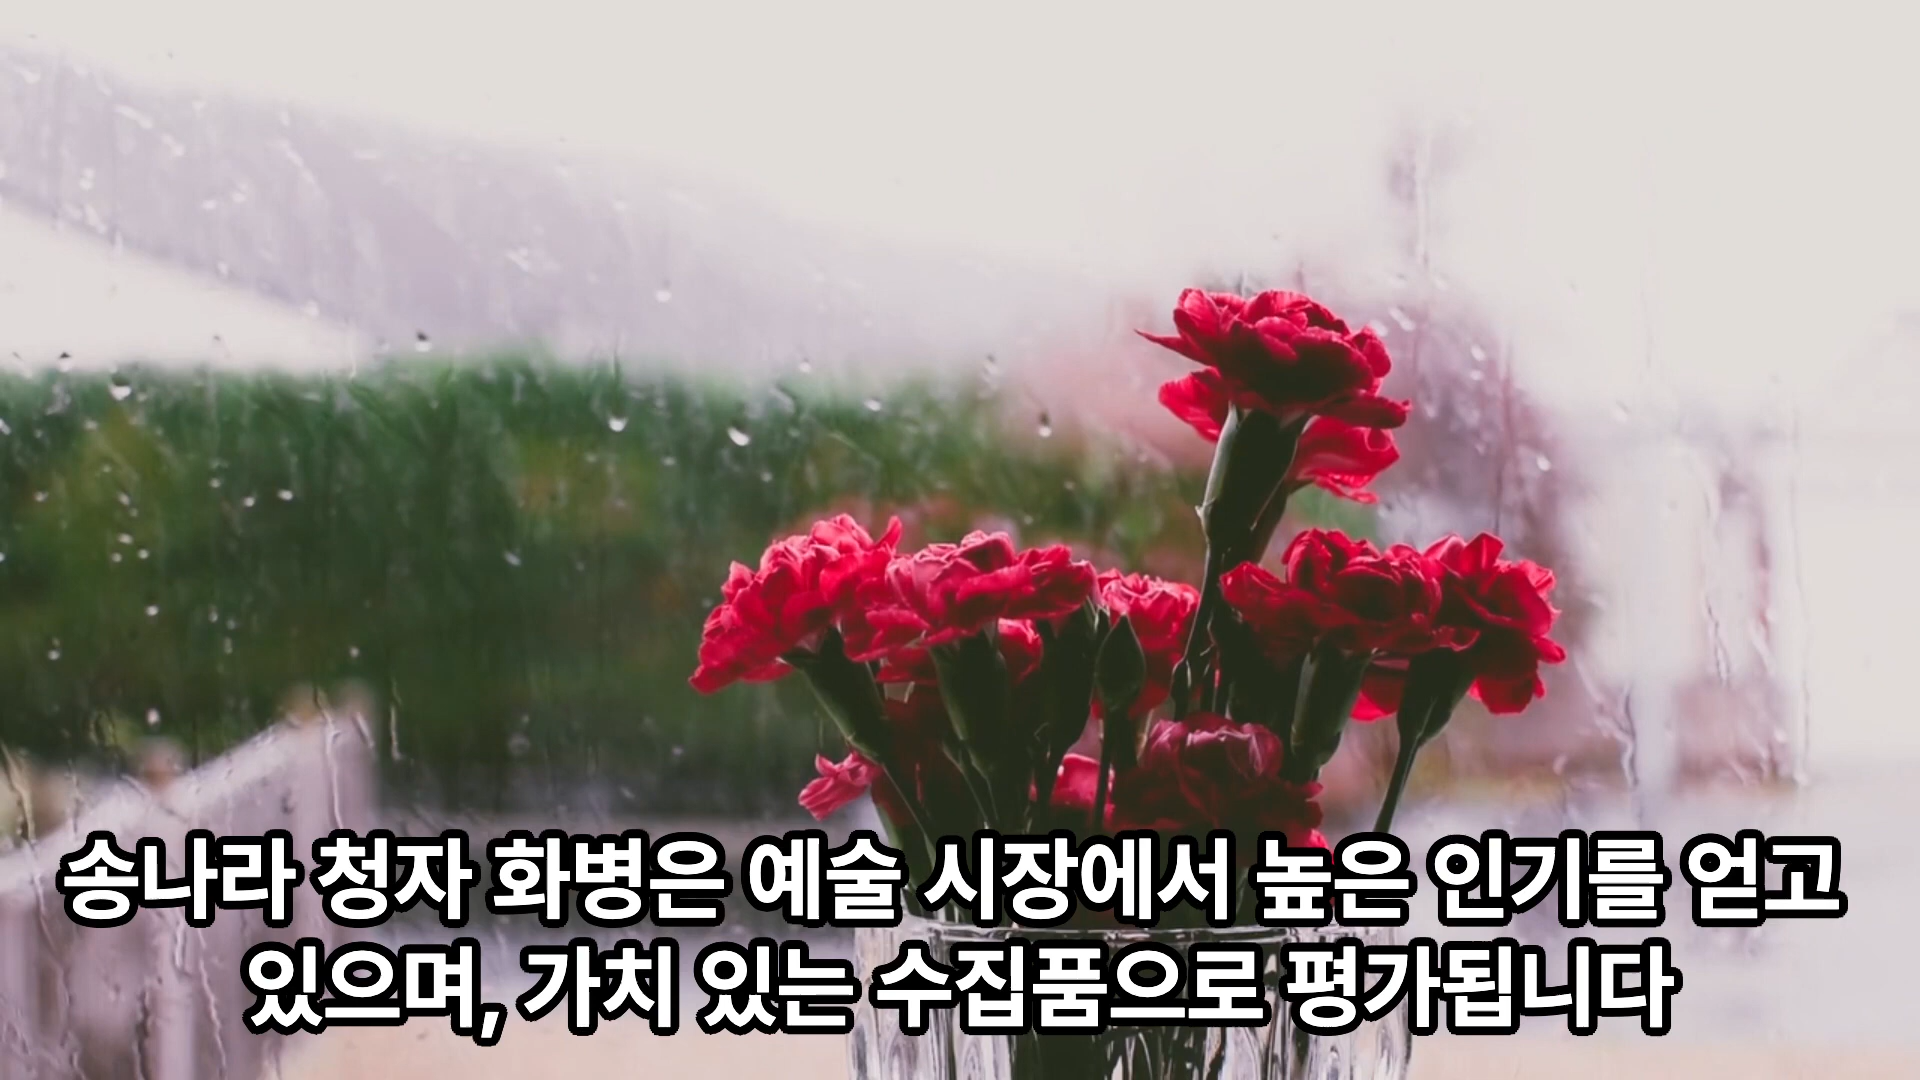 송나라 청자 화병은 예술 시장에서 높은 인기를 얻고
있으며, 가치 있는 수집품으로 평가됩니다